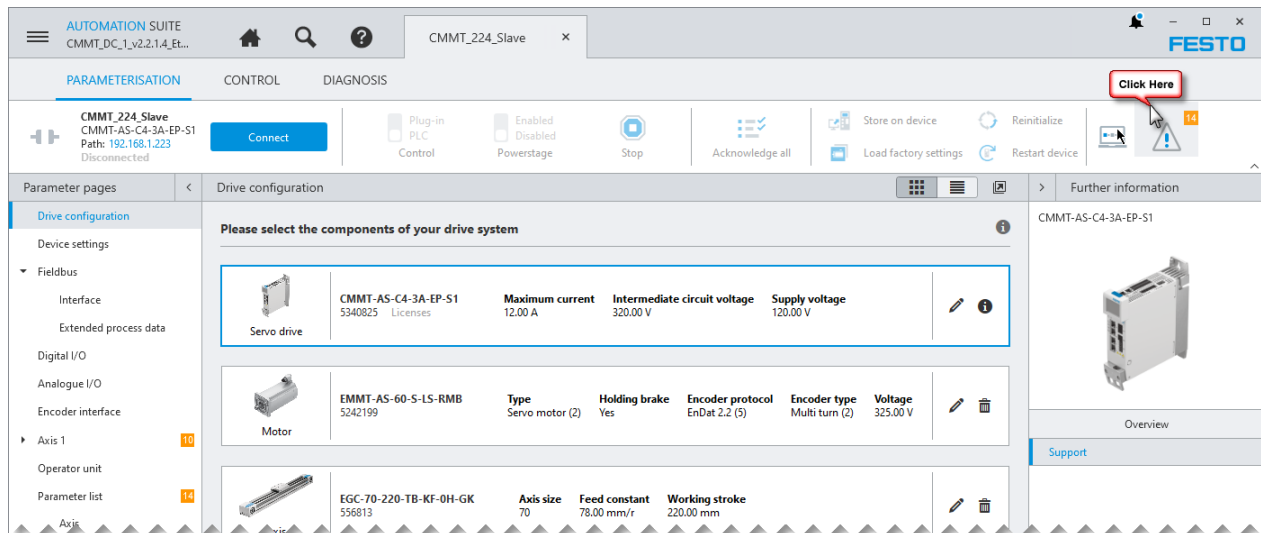 AUTOMATION SUITE
CMMT_DC_1_v2.2.1.4_Et...
CMMT_224_Slave
FESTO
PARAMETERISATION CONTROL DIAGNOSIS
Click Here
CMMT_224_Slave
CMMT-AS-C4-3A-EP-S1
Path: 192.168.1.223
Disconnected
Connect
Plug-in
PLC
Control
Enabled
Disabled
Powerstage
Stop
Acknowledge all
Store on device
Load factory settings
Reinitialize
Restart device
14
Parameter pages
Drive configuration
Device settings
Fieldbus
Interface
Extended process data
Digital I/O
Analogue I/O
Encoder interface
Axis 1 10
Operator unit
Parameter list 14
Axis
Drive configuration
Please select the components of your drive system
Servo drive
CMMT-AS-C4-3A-EP-S1 Maximum current Intermediate circuit voltage Supply voltage
5340825 Licenses 12.00 A 320.00 V 120.00 V
Motor
EMMT-AS-60-S-LS-RMB Type Holding brake Encoder protocol Encoder type Voltage
5242199 Servo motor (2) Yes EnDat 2.2 (5) Multi turn (2) 325.00 V
EGC-70-220-TB-KF-0H-GK Axis size Feed constant Working stroke
556813 70 78.00 mm/r 220.00 mm
Further information
CMMT-AS-C4-3A-EP-S1
Overview
Support